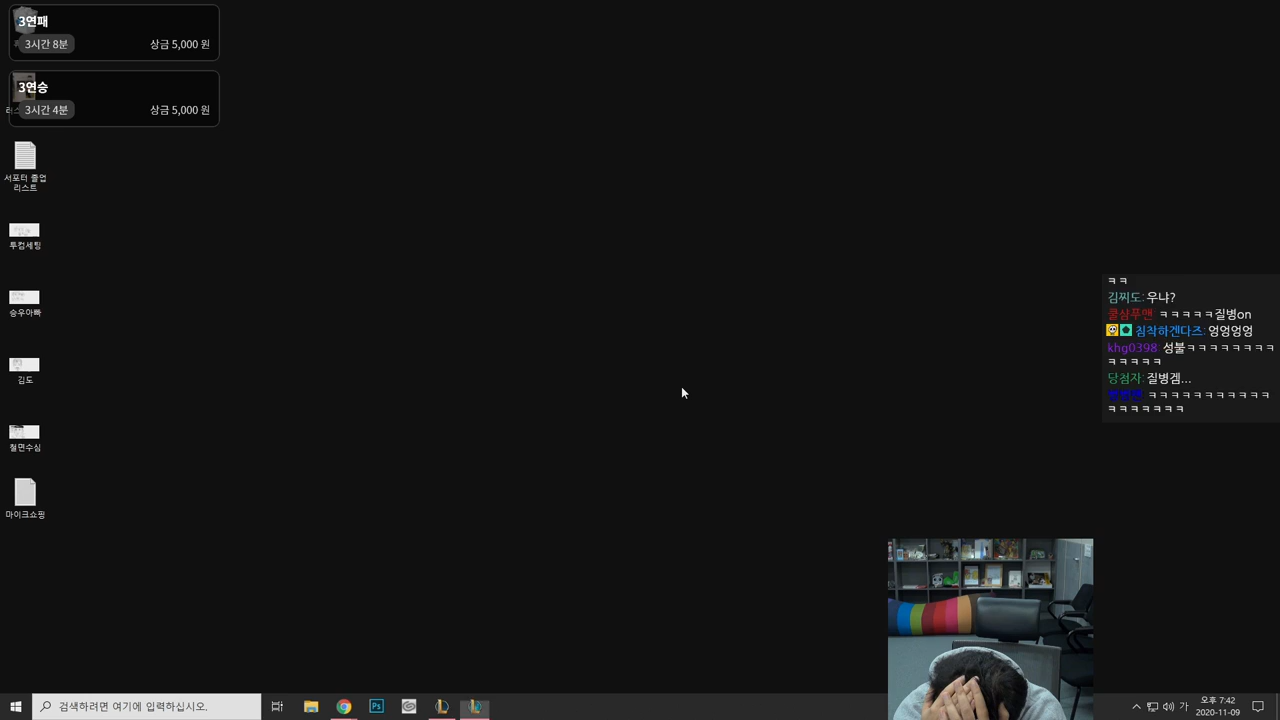 3연패
3시간 8분
상금 5,000 원
3연승
3시간 4분
상금 5,000 원
서포터 졸업
리스트
투컴세팅
승우아빠
김도
철면수심
마이크쇼핑
ㅋㅋ
김찌도: 우냐?
쿨샴푸맨: ㅋㅋㅋㅋㅋ질병on
침착하겐다즈: 엉엉엉엉
khg0398: 성불ㅋㅋㅋㅋㅋㅋㅋㅋ
ㅋㅋㅋㅋㅋ
당첨자: 질병겜...
ㅋㅋㅋㅋㅋㅋㅋㅋㅋㅋㅋ
ㅋㅋㅋㅋㅋㅋㅋ
검색하려면 여기에 입력하십시오.
Ps
가
오후 7:42
2020-11-09